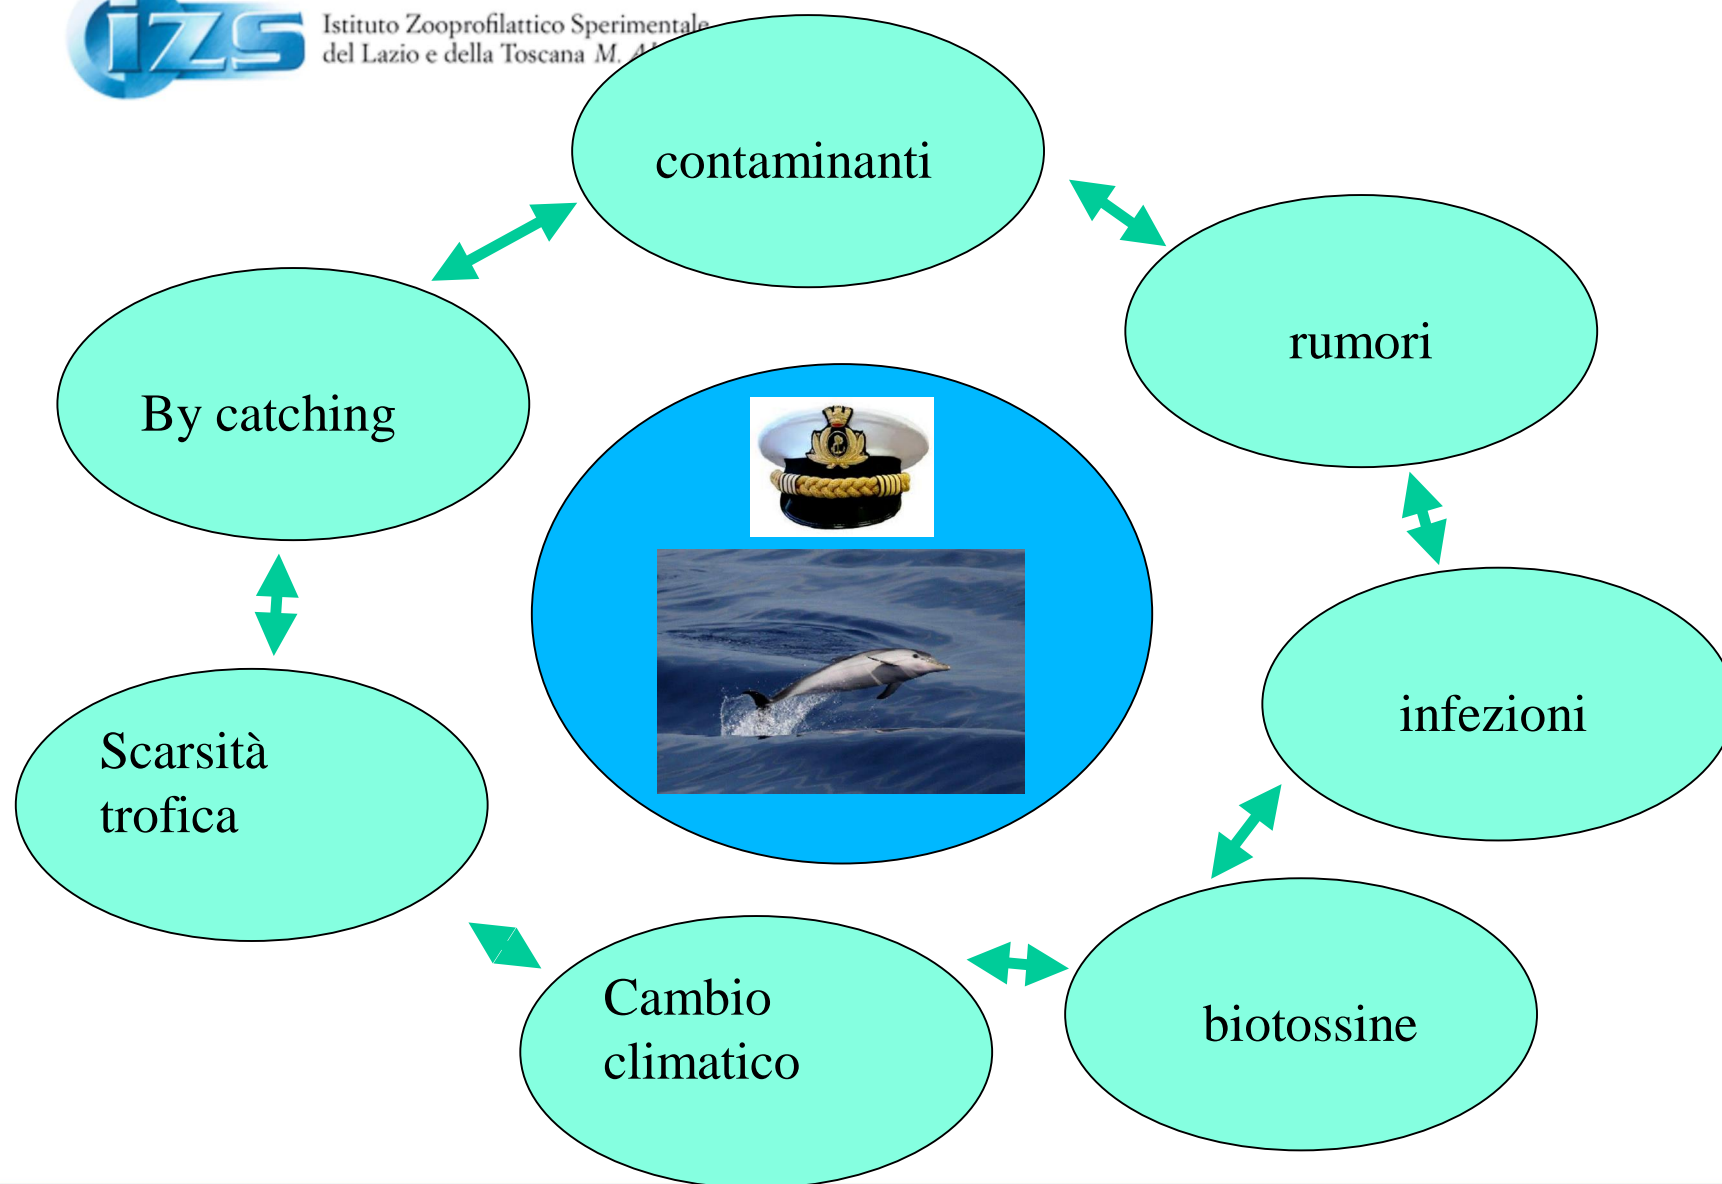 izs
Istituto Zooprofilattico Sperimentale
del Lazio e della Toscana M.
contaminanti
rumori
By catching
infezioni
Scarsità
trofica
Cambio
climatico
biotossine